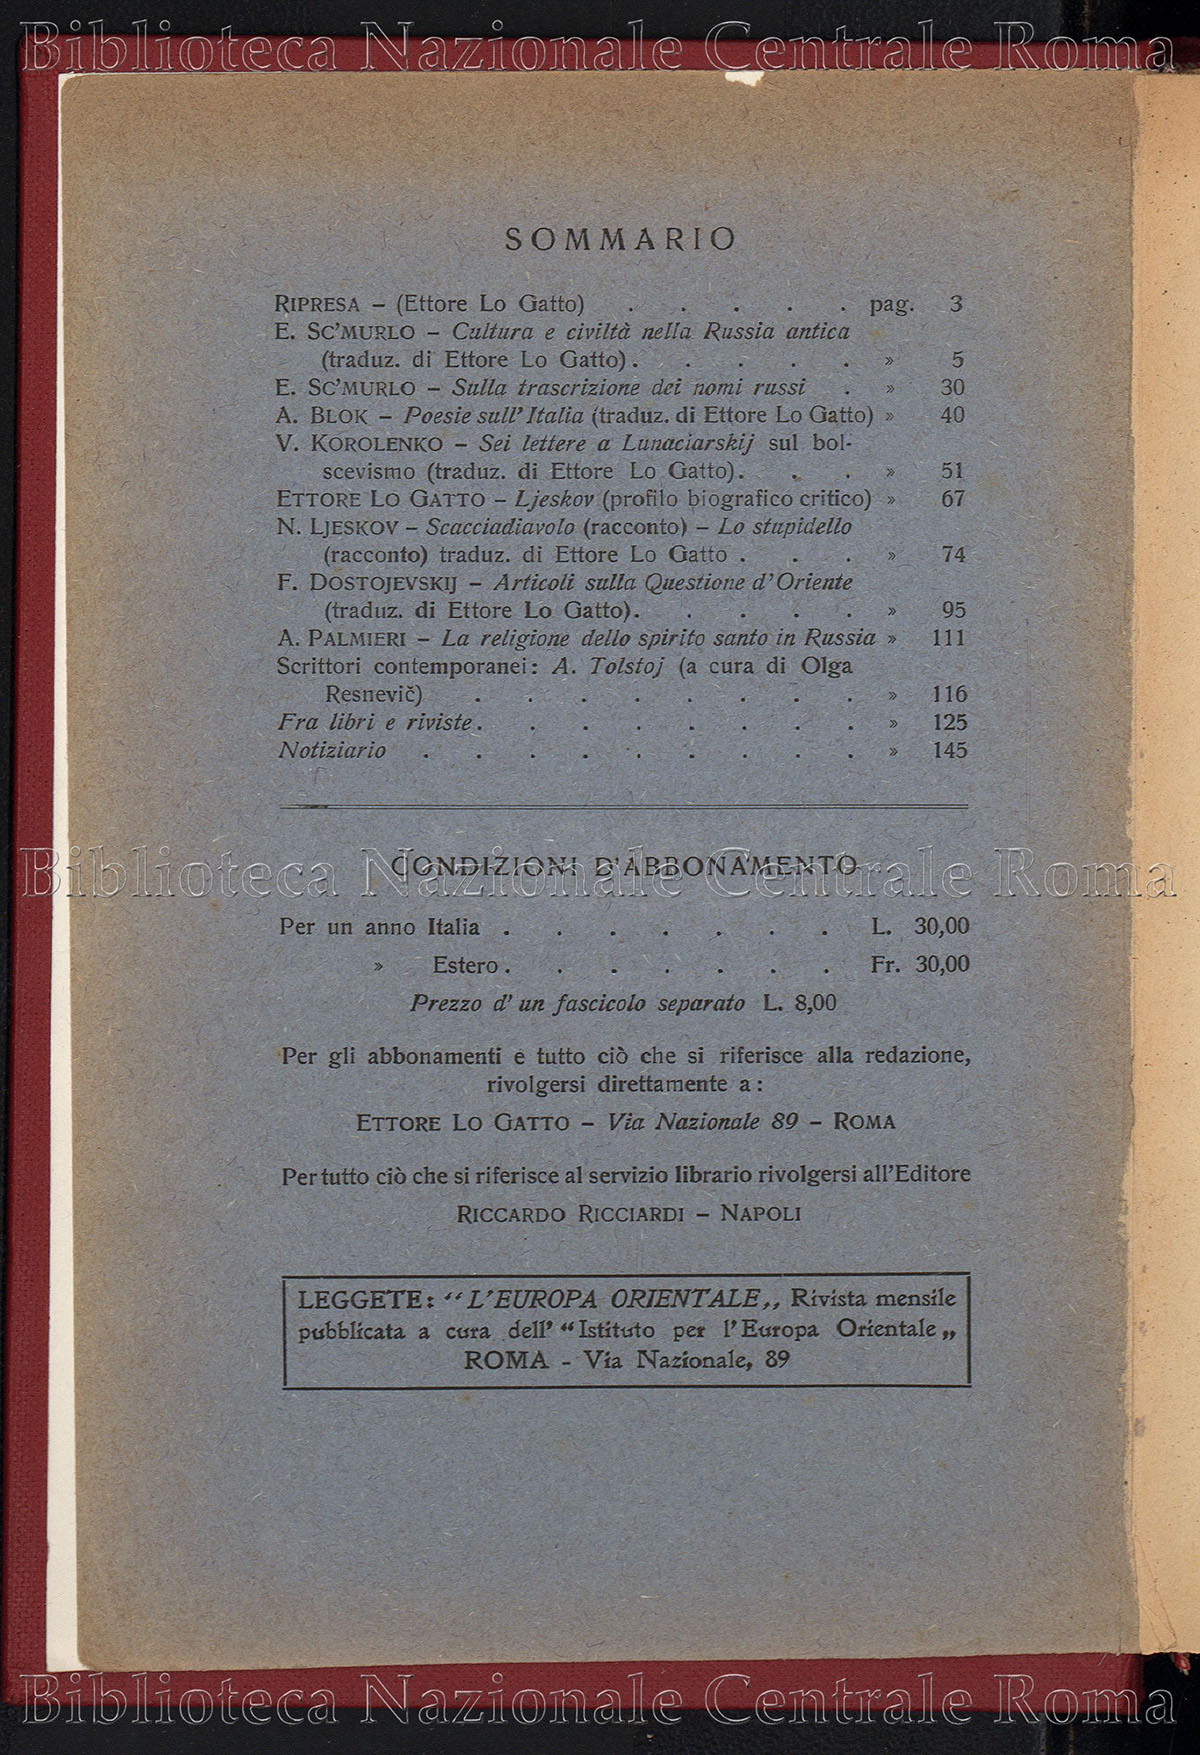 Biblioteca Nazionale Centrale Roma
SOMMARIO
RIPRESA – (Ettore Lo Gatto) . . . . . pag. 3
E. SC'MURLO – Cultura e civiltà nella Russia antica
(traduz. di Ettore Lo Gatto) . . . . . » 5
E. SC'MURLO – Sulla trascrizione dei nomi russi . » 30
A. BLOK – Poesie sull' Italia (traduz. di Ettore Lo Gatto) » 40
V. KOROLENKO – Sei lettere a Lunaciarskij sul bol-
scevismo (traduz. di Ettore Lo Gatto) . . . » 51
ETTORE LO GATTO – Ljeskov (profilo biografico critico) » 67
N. LJESKOV – Scacciadiavolo (racconto) – Lo stupidello
(racconto) traduz. di Ettore Lo Gatto . . . » 74
F. DOSTOJEVSKIJ – Articoli sulla Questione d' Oriente
(traduz. di Ettore Lo Gatto) . . . . . » 95
A. PALMIERI – La religione dello spirito santo in Russia » 111
Scrittori contemporanei: A. Tolstoj (a cura di Olga
Resnevič) . . . . . . . . » 116
Fra libri e riviste . . . . . . . . » 125
Notiziario . . . . . . . . . » 145
Biblioteca Nazionale Centrale Roma
CONDIZIONI D'ABBONAMENTO
Per un anno Italia . . . . . . . L. 30,00
» Estero . . . . . . . Fr. 30,00
Prezzo d' un fascicolo separato L. 8,00
Per gli abbonamenti e tutto ciò che si riferisce alla redazione,
rivolgersi direttamente a :
ETTORE LO GATTO – Via Nazionale 89 – ROMA
Per tutto ciò che si riferisce al servizio librario rivolgersi all'Editore
RICCARDO RICCIARDI – NAPOLI
LEGGETE: “ L'EUROPA ORIENTALE „ Rivista mensile
pubblicata a cura dell' “ Istituto per l'Europa Orientale „
ROMA - Via Nazionale, 89
Biblioteca Nazionale Centrale Roma